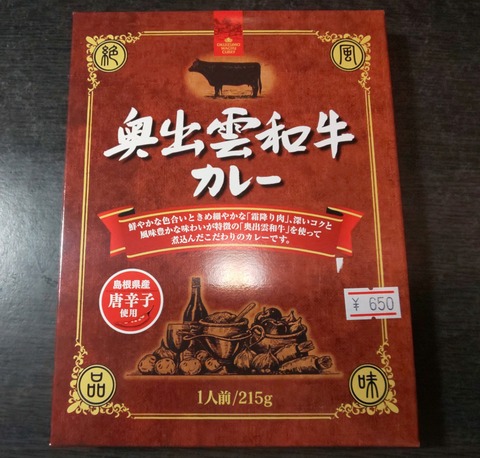 OKUIZUMO
WAGYU
CURRY
絶
風
奥出雲和牛
カレー
鮮やかな色合いときめ細やかな「霜降り肉」、深いコクと
風味豊かな味わいが特徴の「奥出雲和牛」を使って
煮込んだこだわりのカレーです。
島根県産
唐辛子
使用
¥ 650
品
味
1人前/215g